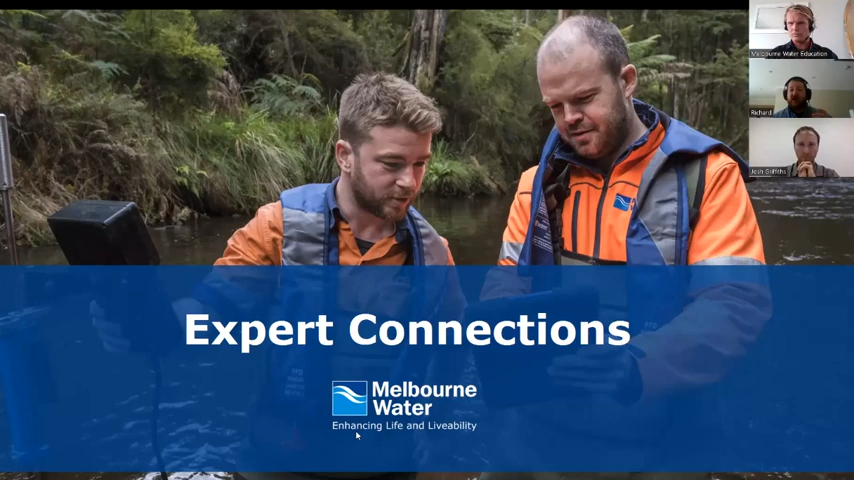 Melbourne Water Education
Richard
Josh Griffiths
Expert Connections
Melbourne
Water
Enhancing Life and Liveability